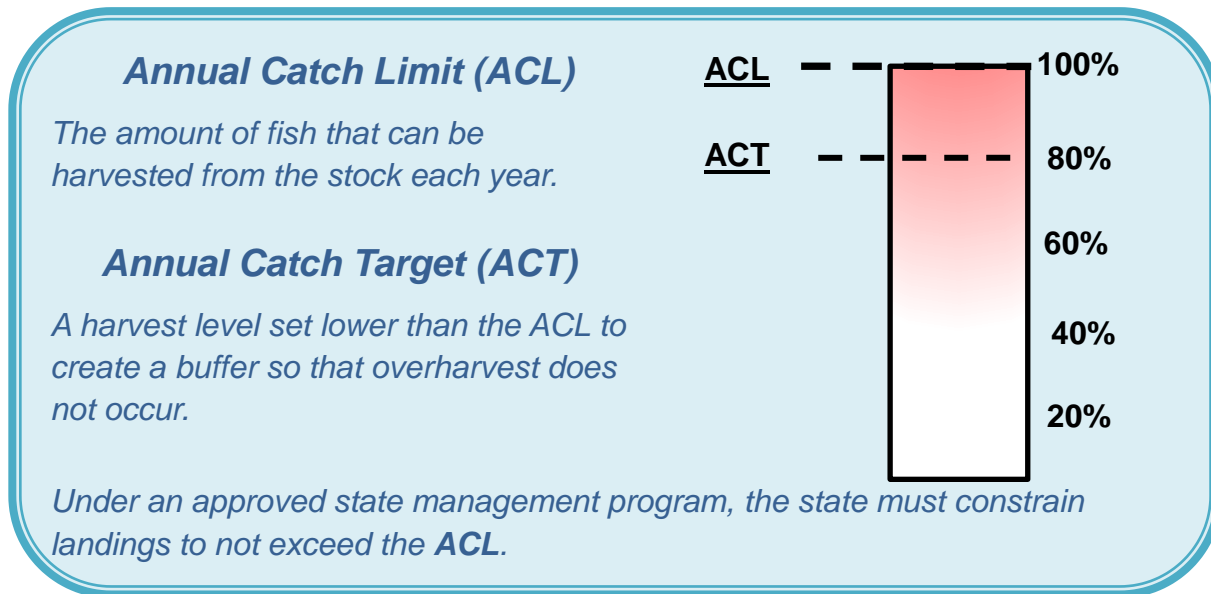 Annual Catch Limit (ACL)
The amount of fish that can be
harvested from the stock each year.
Annual Catch Target (ACT)
A harvest level set lower than the ACL to
create a buffer so that overharvest does
not occur.
ACL
100%
ACT
80%
60%
40%
20%
Under an approved state management program, the state must constrain
landings to not exceed the ACL.